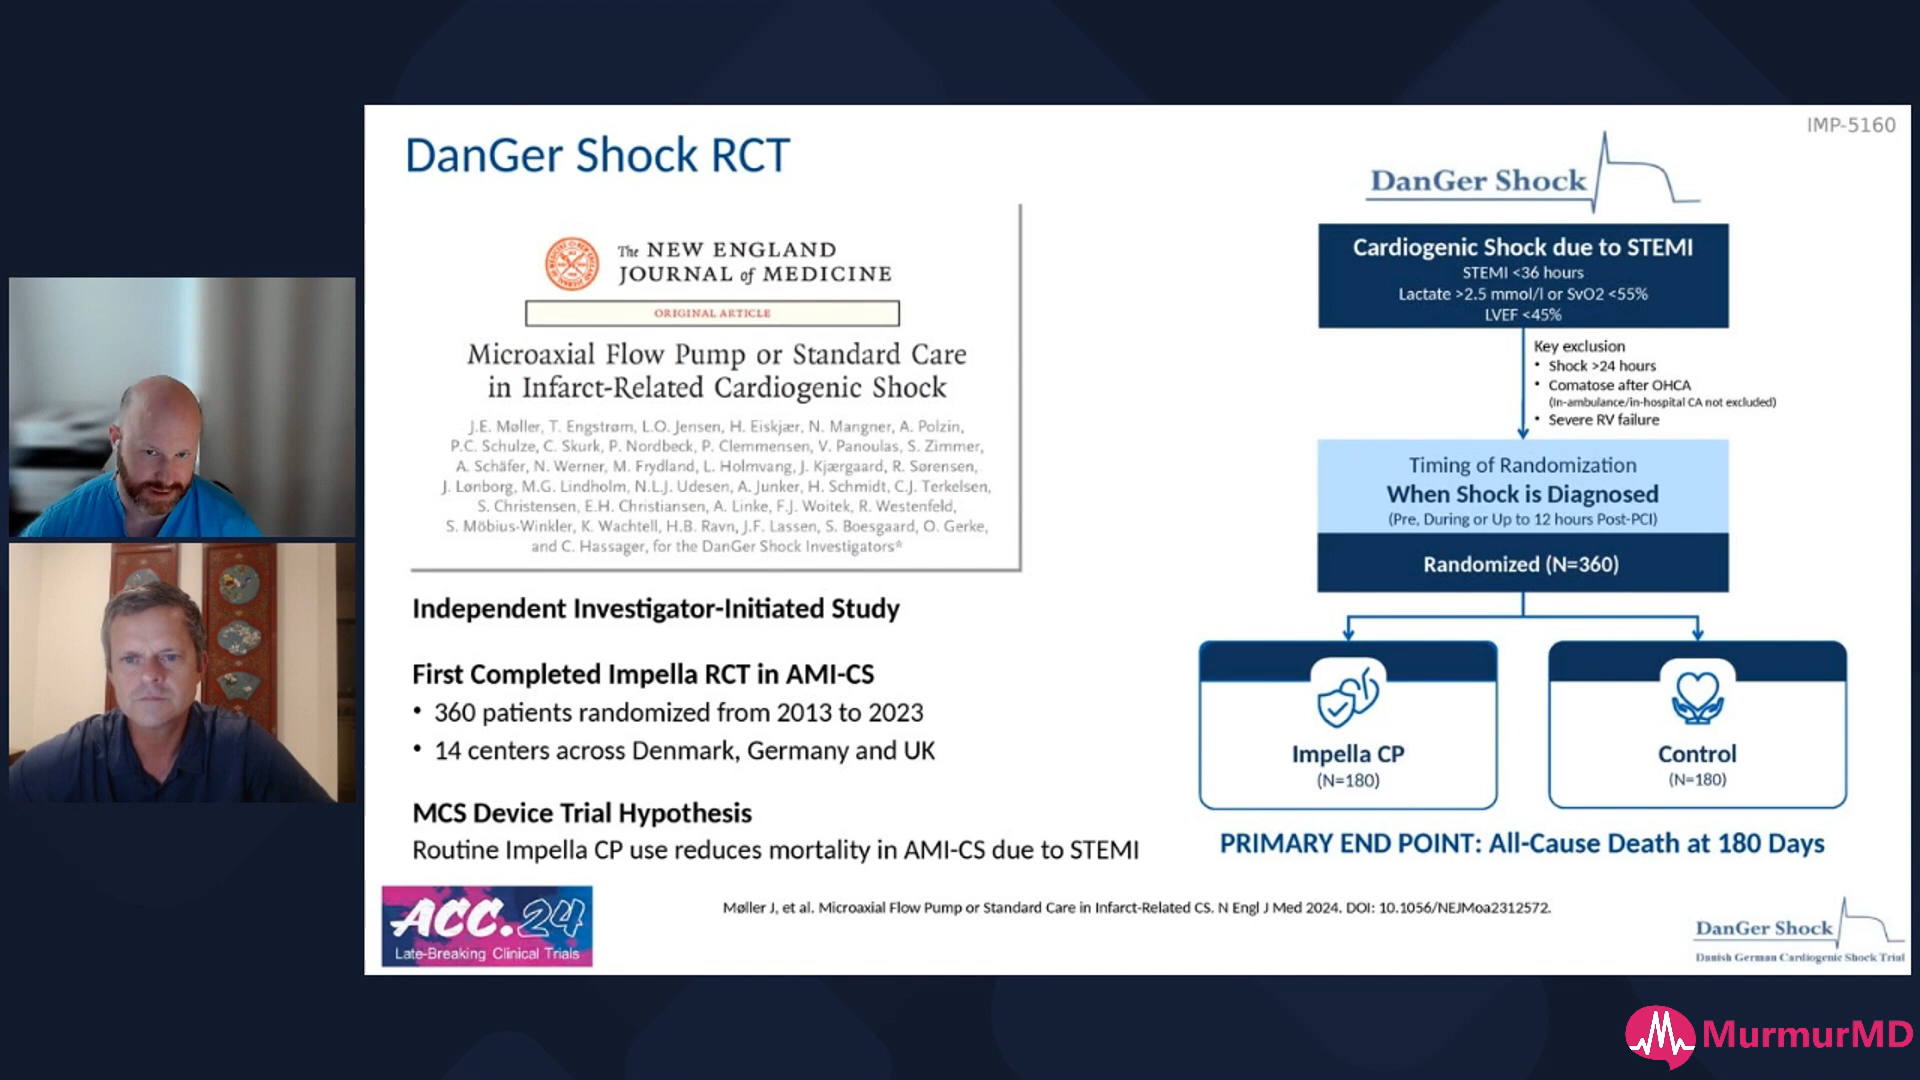 IMP-5160
DanGer Shock RCT
The NEW ENGLAND
JOURNAL of MEDICINE
ORIGINAL ARTICLE
Microaxial Flow Pump or Standard Care
in Infarct-Related Cardiogenic Shock
J.E. Møller, T. Engstrøm, L.O. Jensen, H. Eiskjær, N. Mangner, A. Polzin,
P.C. Schulze, C. Skurk, P. Nordbeck, P. Clemmensen, V. Panoulas, S. Zimmer,
A. Schäfer, N. Werner, M. Frydland, L. Holmvang, J. Kjærgaard, R. Sørensen,
J. Lønborg, M.G. Lindholm, N.L.J. Udesen, A. Junker, H. Schmidt, C.J. Terkelsen,
S. Christensen, E.H. Christiansen, A. Linke, F.J. Woitek, R. Westenfeld,
S. Möbius-Winkler, K. Wachtell, H.B. Ravn, J.F. Lassen, S. Boesgaard, O. Gerke,
and C. Hassager, for the DanGer Shock Investigators*
Independent Investigator-Initiated Study
First Completed Impella RCT in AMI-CS
• 360 patients randomized from 2013 to 2023
• 14 centers across Denmark, Germany and UK
MCS Device Trial Hypothesis
Routine Impella CP use reduces mortality in AMI-CS due to STEMI
DanGer Shock
Cardiogenic Shock due to STEMI
STEMI <36 hours
Lactate >2.5 mmol/l or SvO2 <55%
LVEF <45%
Key exclusion
• Shock >24 hours
• Comatose after OHCA
(In-ambulance/in-hospital CA not excluded)
• Severe RV failure
Timing of Randomization
When Shock is Diagnosed
(Pre, During or Up to 12 hours Post-PCI)
Randomized (N=360)
Impella CP
(N=180)
Control
(N=180)
PRIMARY END POINT: All-Cause Death at 180 Days
ACC.24
Late-Breaking Clinical Trials
Møller J, et al. Microaxial Flow Pump or Standard Care in Infarct-Related CS. N Engl J Med 2024. DOI: 10.1056/NEJMoa2312572.
DanGer Shock
Danish German Cardiogenic Shock Trial
MurmurMD